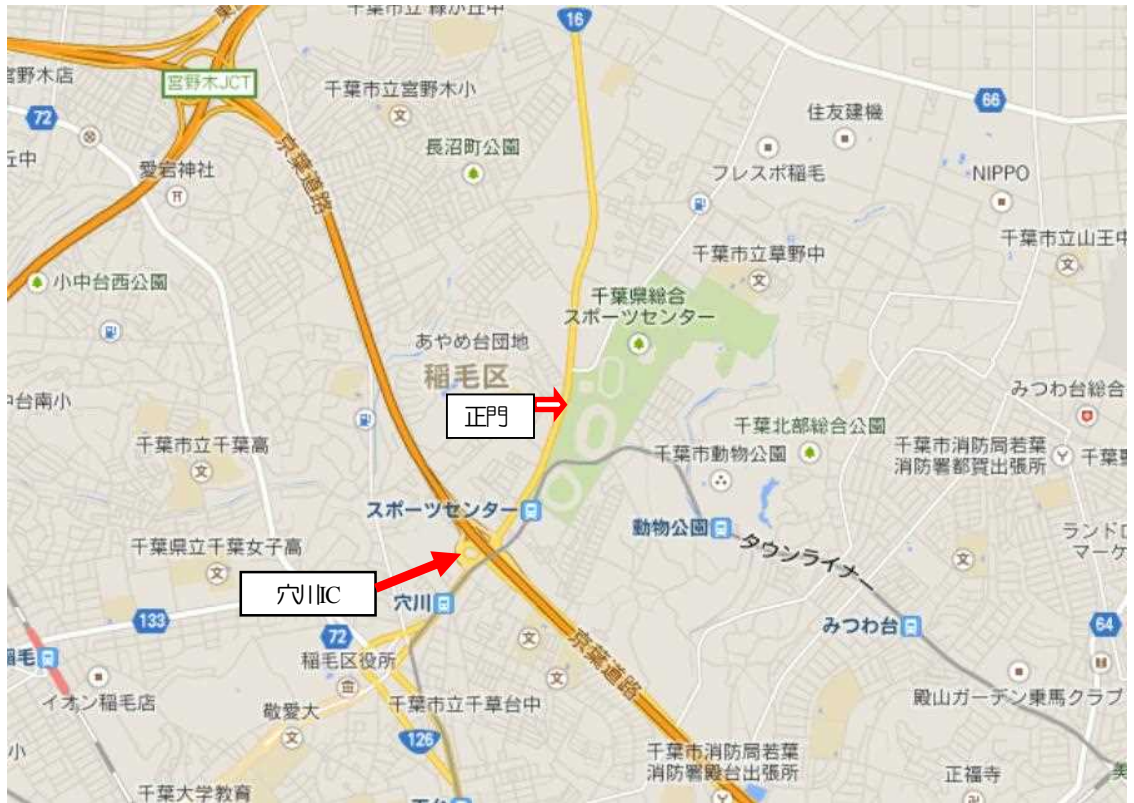 千葉市立緑が丘中
16
宮野木店
宮野木JCT
千葉市立宮野木小
66
72
住友建機
丘中
京葉道路
長沼町公園
愛宕神社
フレスポ稲毛
NIPPO
千葉市立山王中
千葉市立草野中
小中台西公園
千葉県総合
スポーツセンター
あやめ台団地
稲毛区
正門
みつわ台総合
中台南小
千葉北部総合公園
千葉市立千葉高
千葉市動物公園
千葉市消防局若葉
消防署都賀出張所
千葉
スポーツセンター
動物公園
タウンライナー
ランドロ
マーケ
千葉県立千葉女子高
穴川IC
穴川
133
みつわ台
64
72
稲毛
稲毛区役所
京葉道路
イオン稲毛店
敬愛大
千葉市立千草台中
殿山ガーデン乗馬クラブ
126
小
千葉市消防局若葉
消防署殿台出張所
正福寺
千葉大学教育